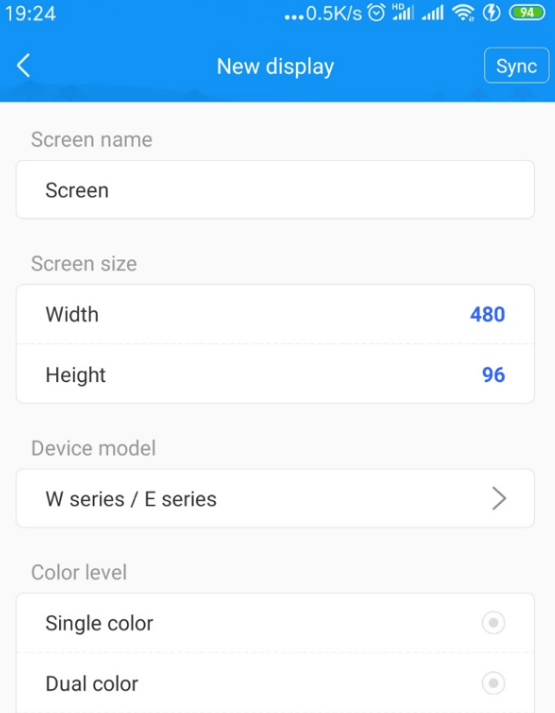 19:24 ...0.5K/s HD 94
New display Sync
Screen name
Screen
Screen size
Width 480
Height 96
Device model
W series / E series
Color level
Single color
Dual color